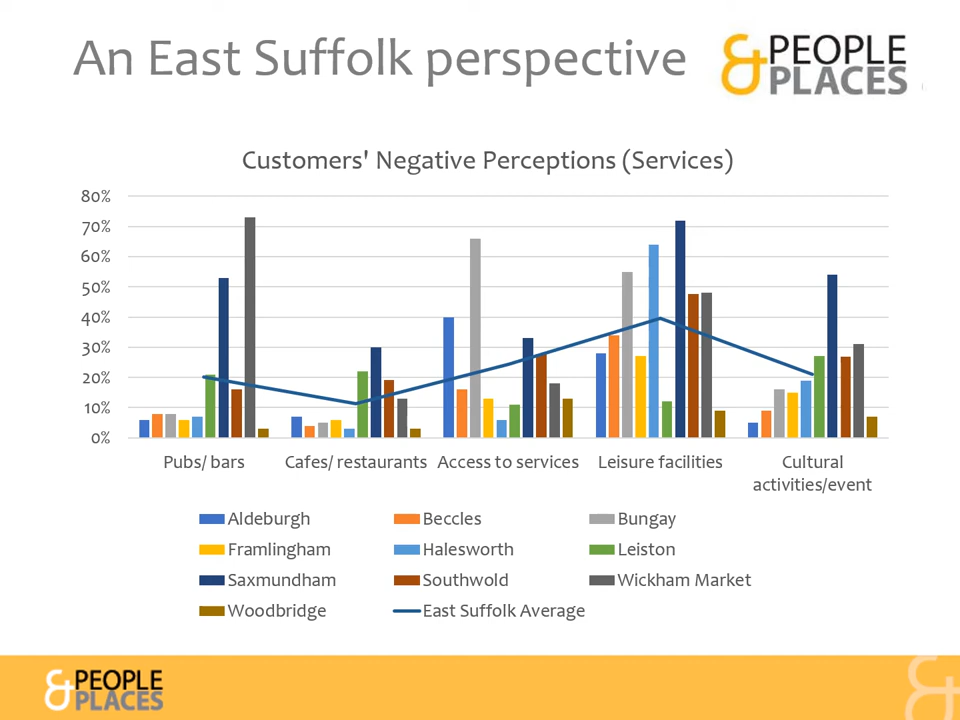 An East Suffolk perspective
&PEOPLE
PLACES
Customers' Negative Perceptions (Services)
80%
70%
60%
50%
40%
30%
20%
10%
0%
Pubs/ bars Cafes/ restaurants Access to services Leisure facilities Cultural
activities/event
Aldeburgh Beccles Bungay
Framlingham Halesworth Leiston
Saxmundham Southwold Wickham Market
Woodbridge East Suffolk Average
&PEOPLE
PLACES
&